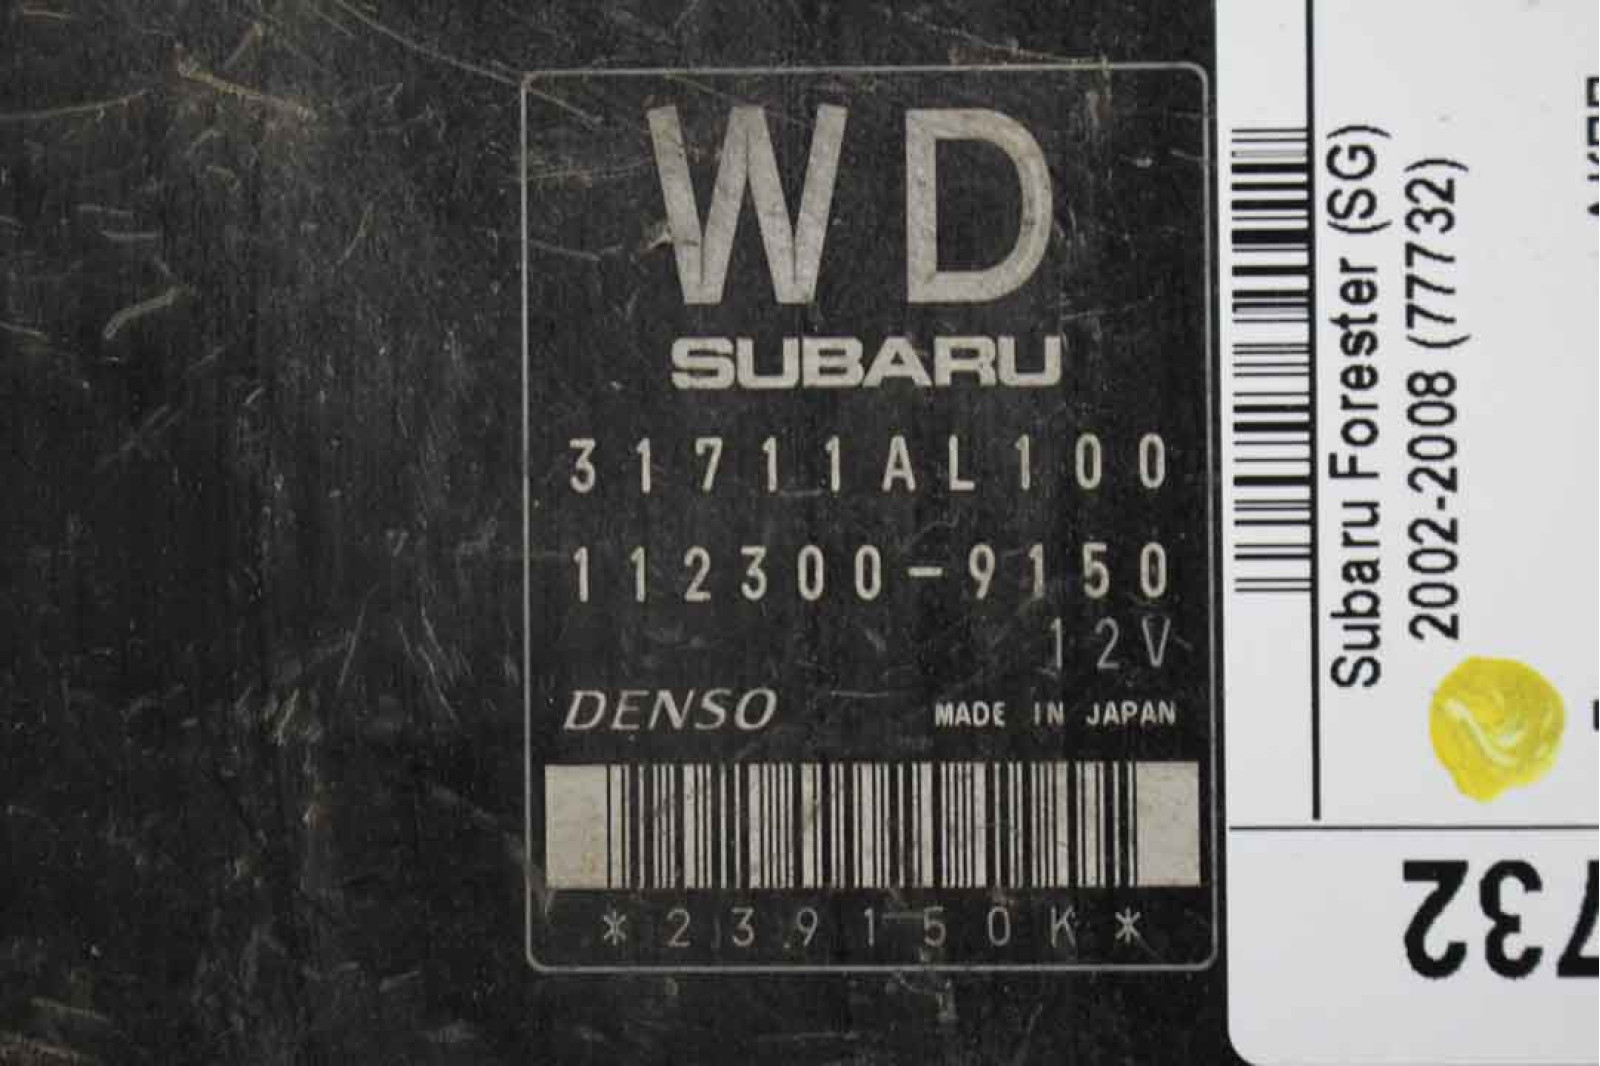 WD
SUBARU
31711AL100
112300-9150
12V
DENSO MADE IN JAPAN
*239150K*
Subaru Forester (SG)
2002-2008 (77732)
732